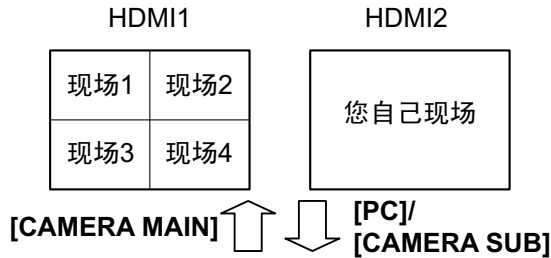 HDMI1
HDMI2
现场1 现场2
现场3 现场4
您自己现场
[CAMERA MAIN]
[PC]/
[CAMERA SUB]